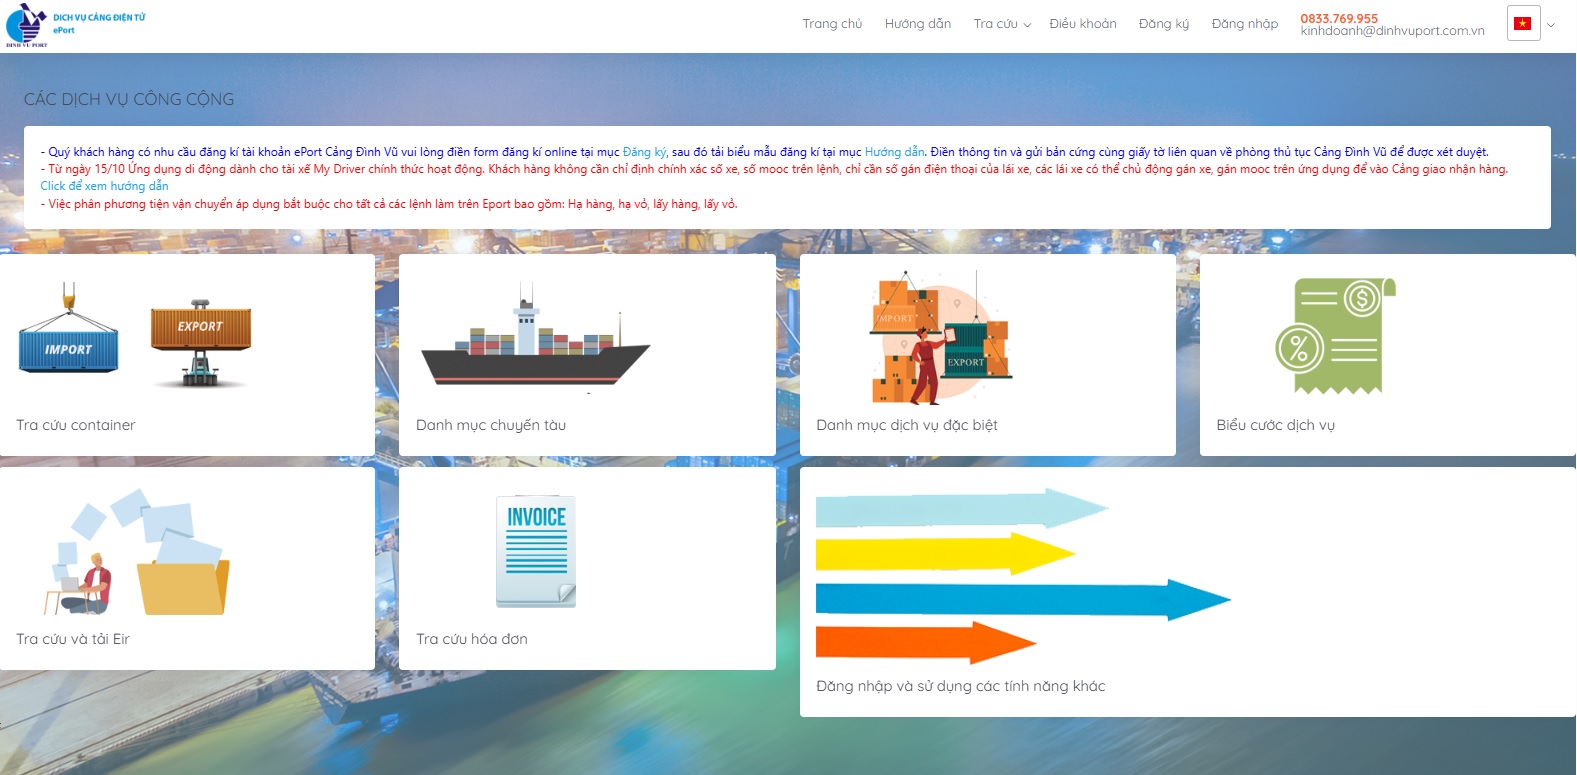 DỊCH VỤ CẢNG ĐIỆN TỬ
ePort
DINH VU PORT
Trang chủ
Hướng dẫn
Tra cứu
Điều khoản
Đăng ký
Đăng nhập
0833.769.955
kinhdoanh@dinhvuport.com.vn
CÁC DỊCH VỤ CÔNG CỘNG
- Quý khách hàng có nhu cầu đăng kí tài khoản ePort Cảng Đình Vũ vui lòng điền form đăng kí online tại mục Đăng ký, sau đó tải biểu mẫu đăng kí tại mục Hướng dẫn. Điền thông tin và gửi bản cứng cùng giấy tờ liên quan về phòng thủ tục Cảng Đình Vũ để được xét duyệt.
- Từ ngày 15/10 Ứng dụng di động dành cho tài xế My Driver chính thức hoạt động. Khách hàng không cần chỉ định chính xác số xe, số mooc trên lệnh, chỉ cần số gán điện thoại của lái xe, các lái xe có thể chủ động gán xe, gán mooc trên ứng dụng để vào Cảng giao nhận hàng.
Click để xem hướng dẫn
- Việc phân phương tiện vận chuyển áp dụng bắt buộc cho tất cả các lệnh làm trên Eport bao gồm: Hạ hàng, hạ vỏ, lấy hàng, lấy vỏ.
IMPORT
EXPORT
Tra cứu container
Danh mục chuyến tàu
IMPORT
EXPORT
Danh mục dịch vụ đặc biệt
$
%
Biểu cước dịch vụ
Tra cứu và tải Eir
INVOICE
Tra cứu hóa đơn
Đăng nhập và sử dụng các tính năng khác